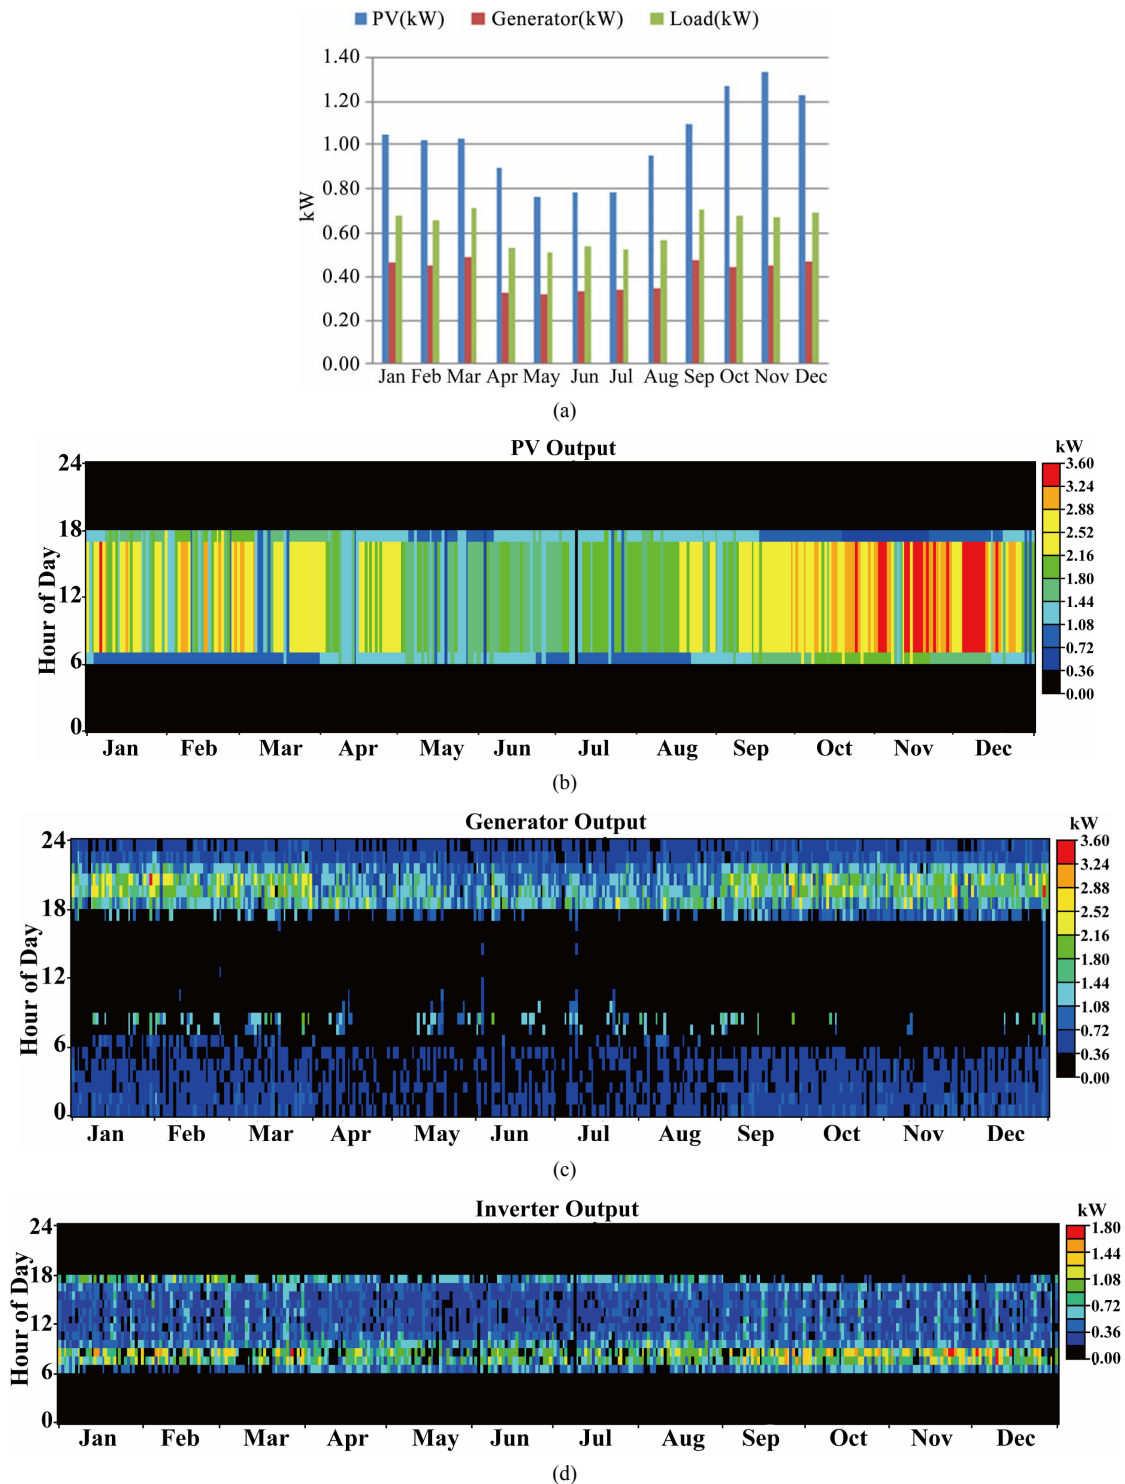 PV(kW) Generator(kW) Load(kW)
1.40
1.20
1.00
0.80
0.60
0.40
0.20
0.00
kW
Jan Feb Mar Apr May Jun Jul Aug Sep Oct Nov Dec
(a)
PV Output
kW
24
18
12
6
0
Hour of Day
3.60
3.24
2.88
2.52
2.16
1.80
1.44
1.08
0.72
0.36
0.00
Jan Feb Mar Apr May Jun Jul Aug Sep Oct Nov Dec
(b)
Generator Output
kW
24
18
12
6
0
Hour of Day
3.60
3.24
2.88
2.52
2.16
1.80
1.44
1.08
0.72
0.36
0.00
Jan Feb Mar Apr May Jun Jul Aug Sep Oct Nov Dec
(c)
Inverter Output
kW
24
18
12
6
0
Hour of Day
1.80
1.44
1.08
0.72
0.36
0.00
Jan Feb Mar Apr May Jun Jul Aug Sep Oct Nov Dec
(d)